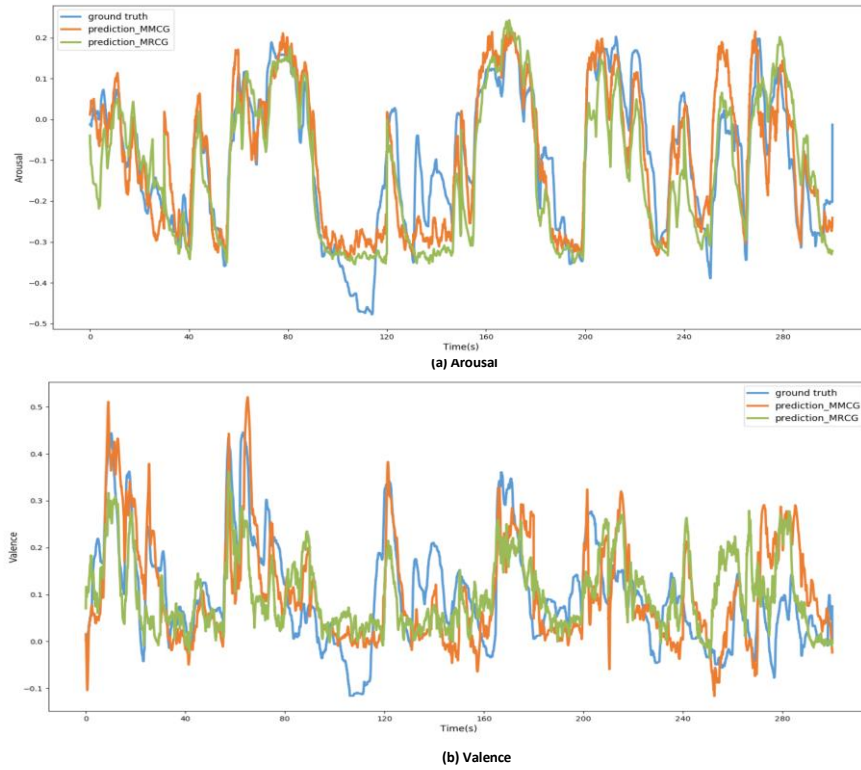 ground truth
prediction_MMCG
prediction_MRCG
0.2
0.1
0.0
−0.1
−0.2
−0.3
−0.4
−0.5
Arousal
0 40 80 120 160 200 240 280
Time(s)
(a) Arousal
ground truth
prediction_MMCG
prediction_MRCG
0.5
0.4
0.3
0.2
0.1
0.0
−0.1
Valence
0 40 80 120 160 200 240 280
Time(s)
(b) Valence